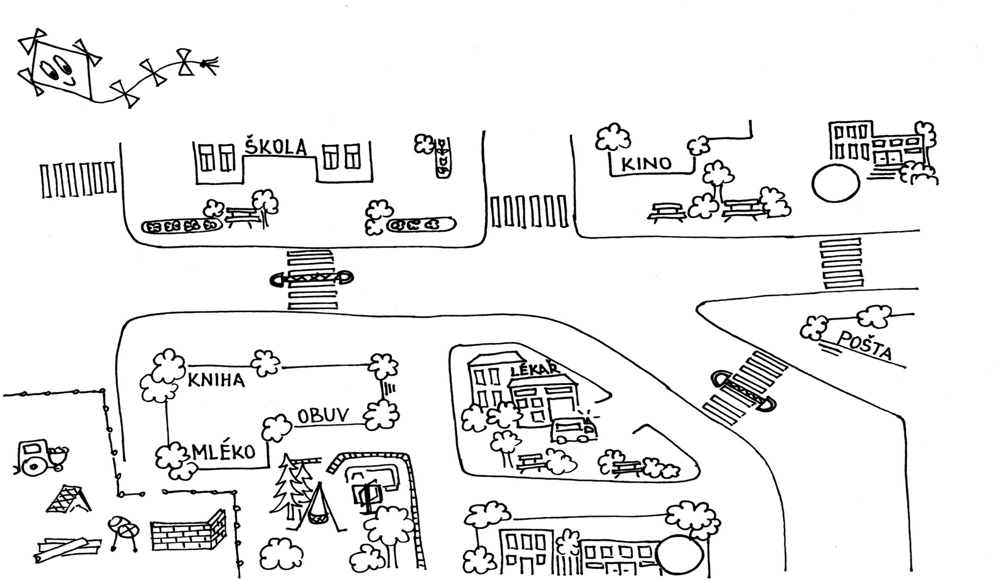 ŠKOLA
KINO
POŠTA
LÉKAŘ
KNIHA
OBUV
MLÉKO